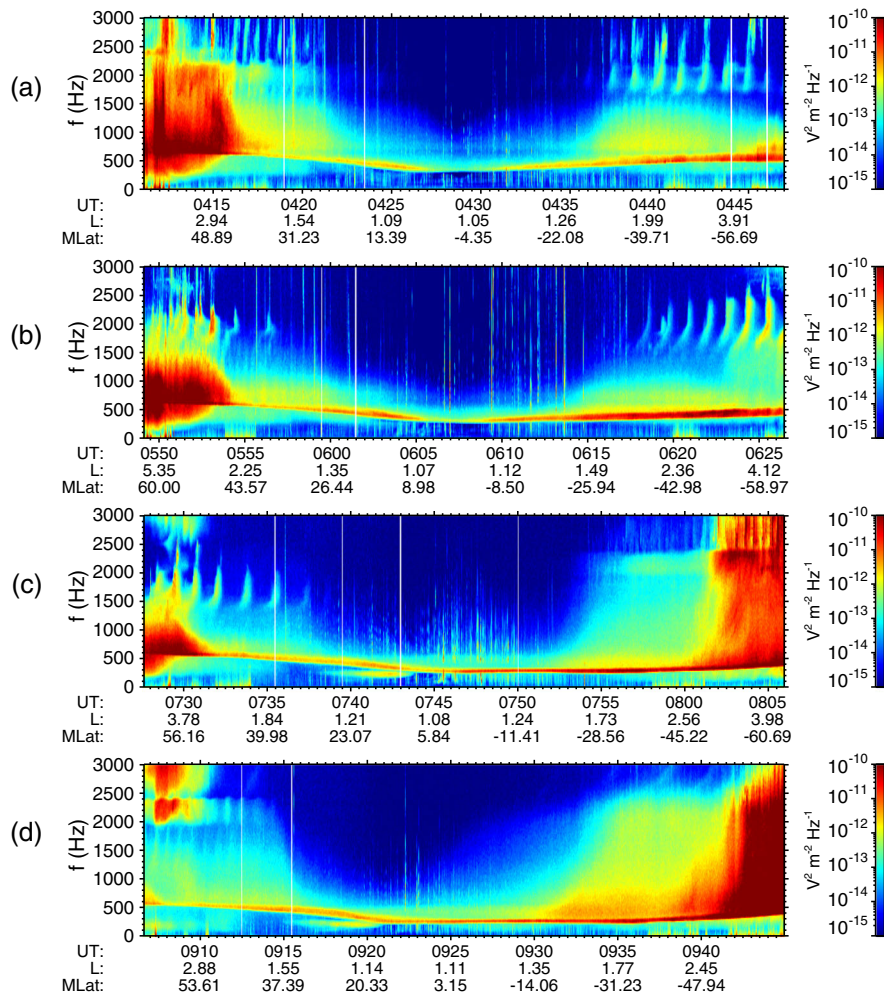 (a)
f (Hz)
3000
2500
2000
1500
1000
500
0
10⁻¹⁰
10⁻¹¹
10⁻¹²
10⁻¹³
10⁻¹⁴
10⁻¹⁵
V² m⁻² Hz⁻¹
UT: 0415 0420 0425 0430 0435 0440 0445
L: 2.94 1.54 1.09 1.05 1.26 1.99 3.91
MLat: 48.89 31.23 13.39 -4.35 -22.08 -39.71 -56.69
(b)
f (Hz)
3000
2500
2000
1500
1000
500
0
10⁻¹⁰
10⁻¹¹
10⁻¹²
10⁻¹³
10⁻¹⁴
10⁻¹⁵
V² m⁻² Hz⁻¹
UT: 0550 0555 0600 0605 0610 0615 0620 0625
L: 5.35 2.25 1.35 1.07 1.12 1.49 2.36 4.12
MLat: 60.00 43.57 26.44 8.98 -8.50 -25.94 -42.98 -58.97
(c)
f (Hz)
3000
2500
2000
1500
1000
500
0
10⁻¹⁰
10⁻¹¹
10⁻¹²
10⁻¹³
10⁻¹⁴
10⁻¹⁵
V² m⁻² Hz⁻¹
UT: 0730 0735 0740 0745 0750 0755 0800 0805
L: 3.78 1.84 1.21 1.08 1.24 1.73 2.56 3.98
MLat: 56.16 39.98 23.07 5.84 -11.41 -28.56 -45.22 -60.69
(d)
f (Hz)
3000
2500
2000
1500
1000
500
0
10⁻¹⁰
10⁻¹¹
10⁻¹²
10⁻¹³
10⁻¹⁴
10⁻¹⁵
V² m⁻² Hz⁻¹
UT: 0910 0915 0920 0925 0930 0935 0940
L: 2.88 1.55 1.14 1.11 1.35 1.77 2.45
MLat: 53.61 37.39 20.33 3.15 -14.06 -31.23 -47.94